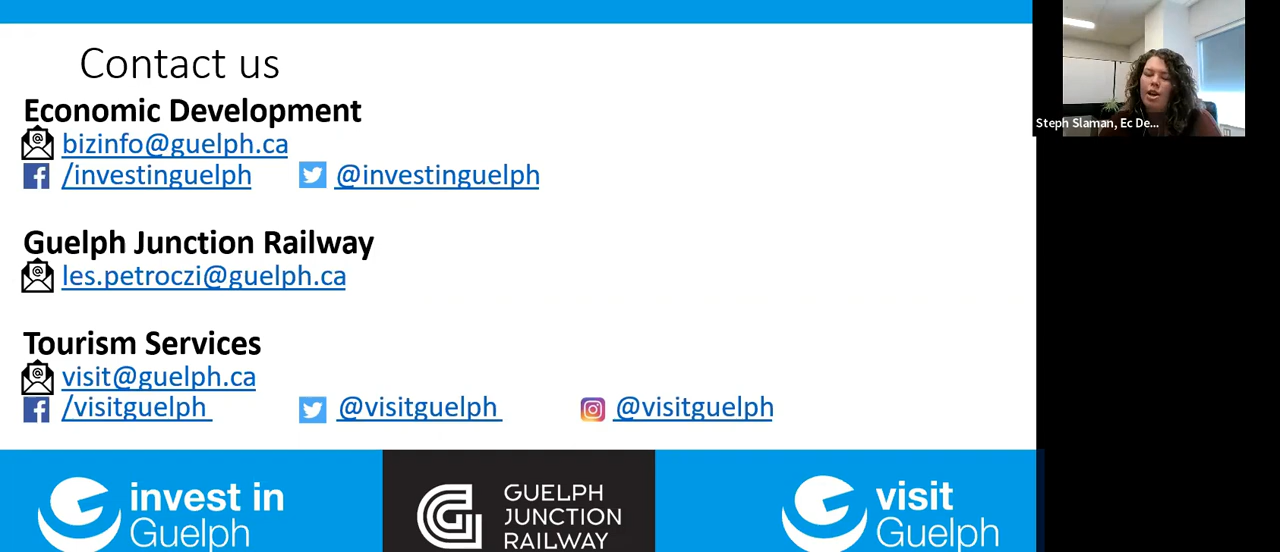 Contact us
Economic Development
bizinfo@guelph.ca
/investinguelph @investinguelph
Guelph Junction Railway
les.petroczi@guelph.ca
Tourism Services
visit@guelph.ca
/visitguelph @visitguelph @visitguelph
invest in
Guelph
GUELPH
JUNCTION
RAILWAY
visit
Guelph
Steph Slaman, Ec De...